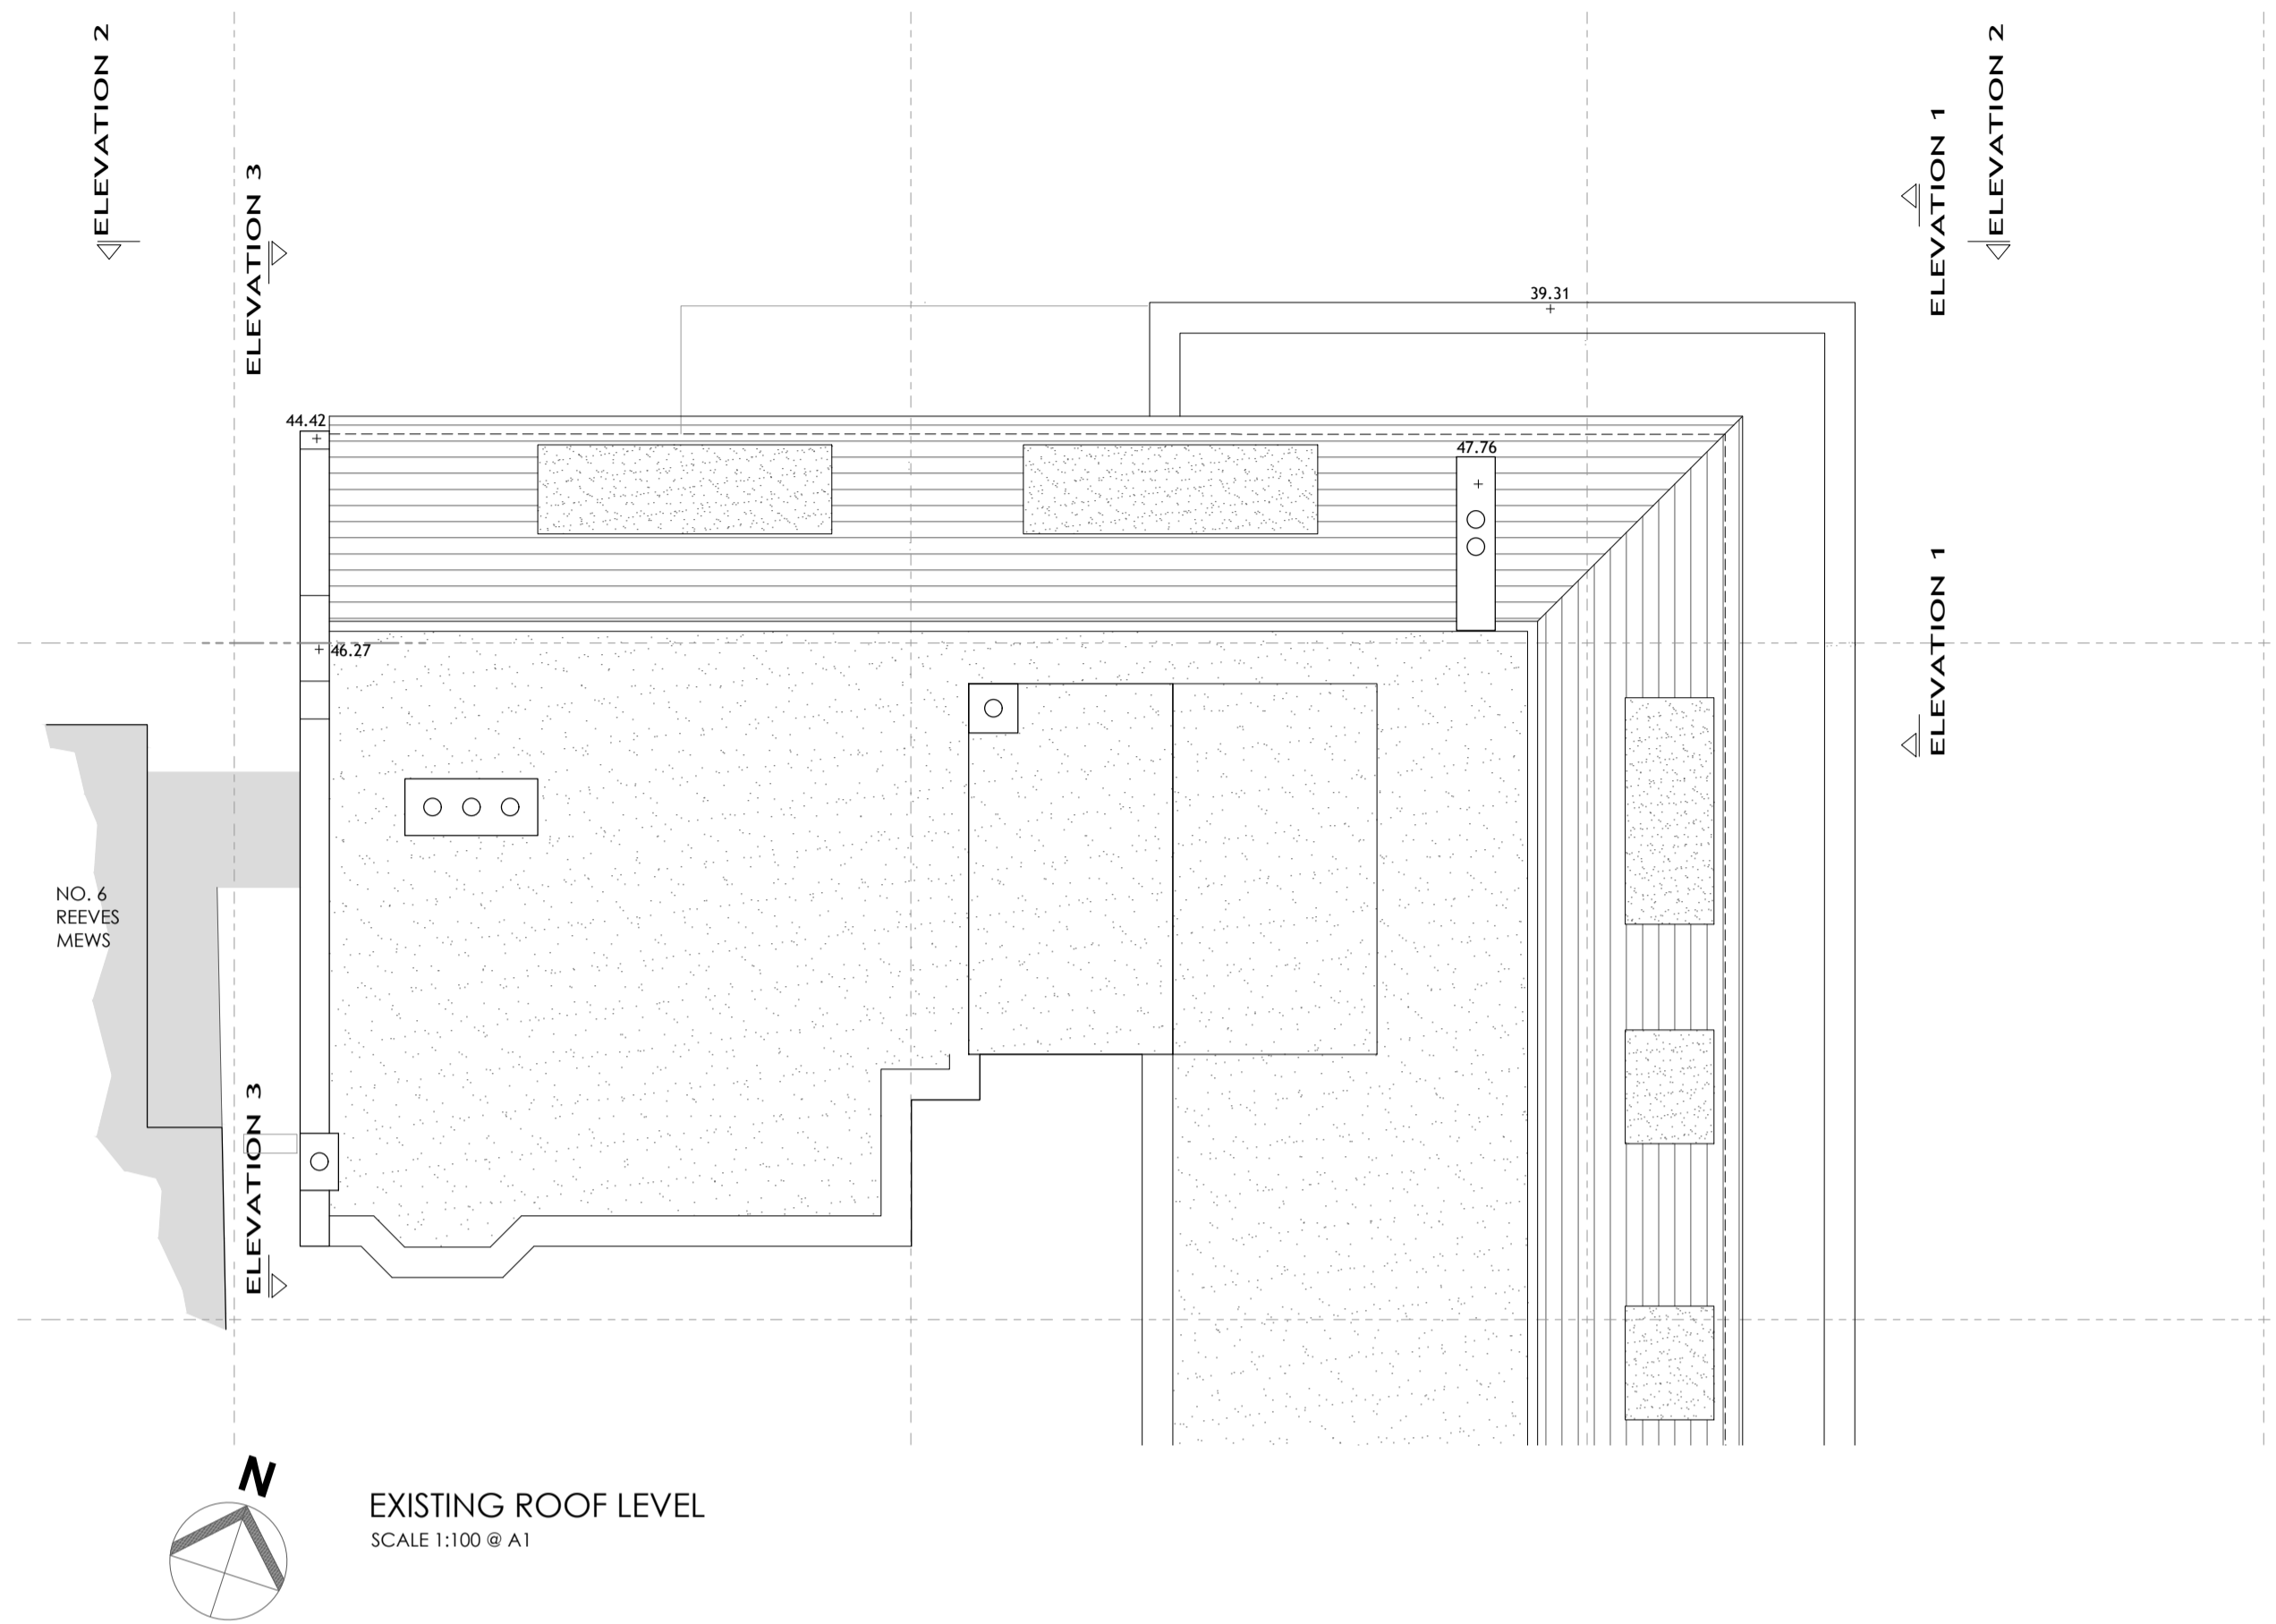 ELEVATION 2
ELEVATION 3
ELEVATION 1
ELEVATION 2
39.31
44.42
47.76
ELEVATION 1
46.27
NO. 6
REEVES
MEWS
ELEVATION 3
N
EXISTING ROOF LEVEL
SCALE 1:100 @ A1